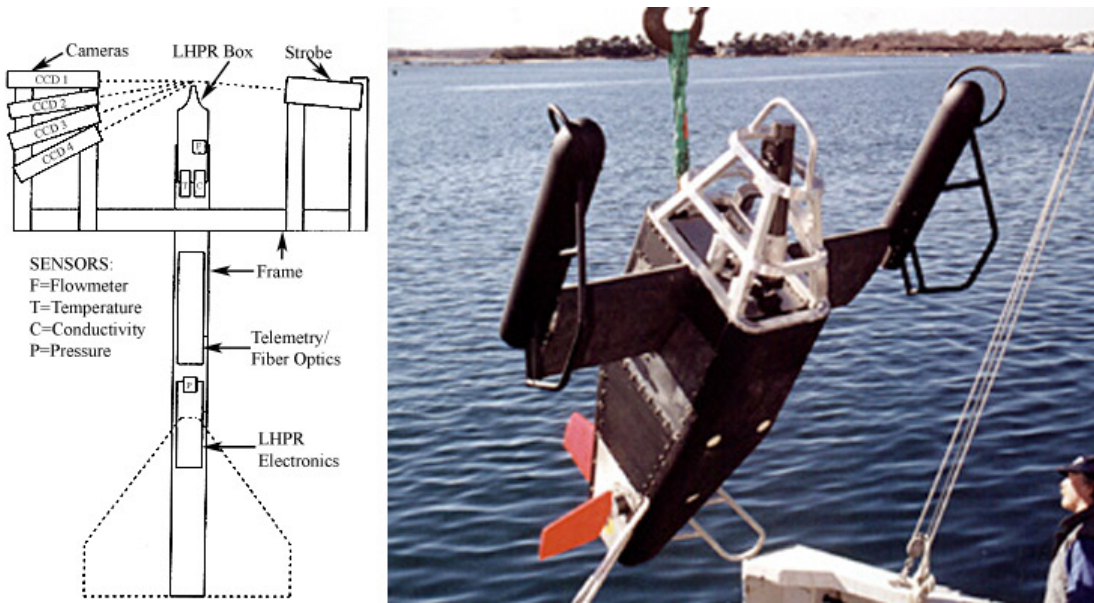 Cameras
LHPR Box
Strobe
CCD 1
CCD 2
CCD 3
CCD 4
F
T C
SENSORS:
F=Flowmeter
T=Temperature
C=Conductivity
P=Pressure
Frame
Telemetry/
Fiber Optics
P
LHPR
Electronics